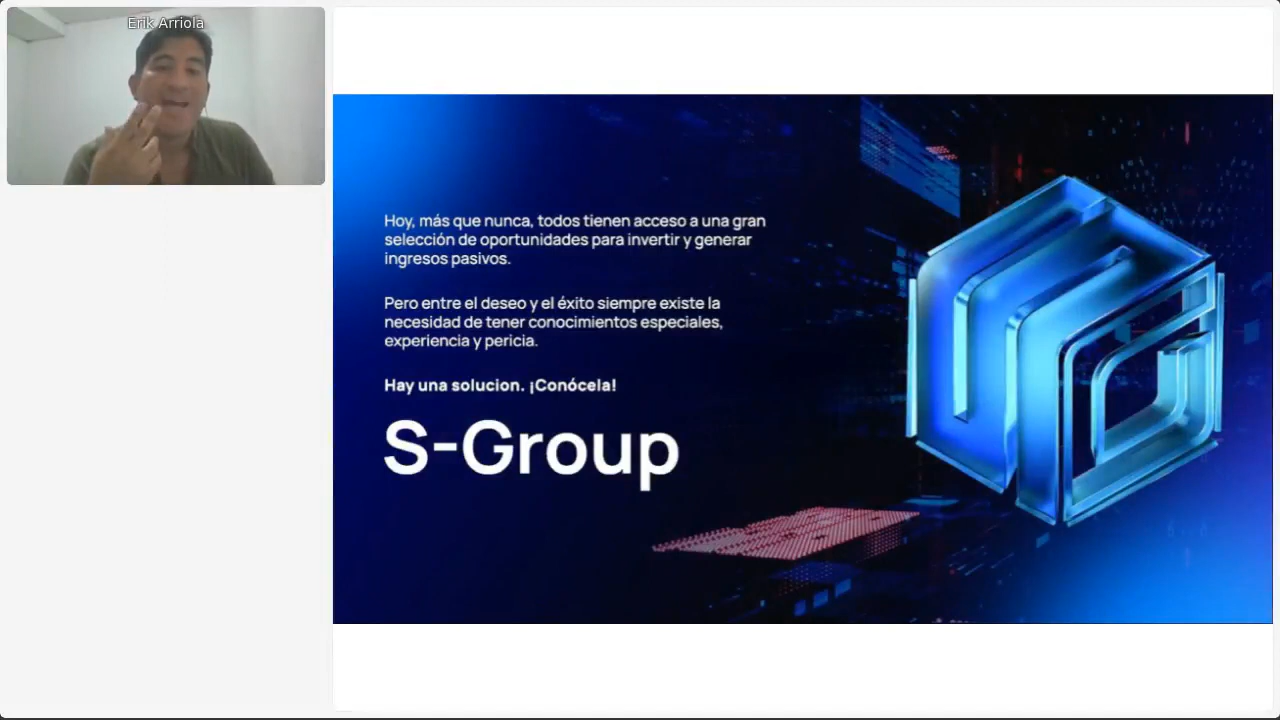 Erik Arriola
Hoy, más que nunca, todos tienen acceso a una gran
selección de oportunidades para invertir y generar
ingresos pasivos.
Pero entre el deseo y el éxito siempre existe la
necesidad de tener conocimientos especiales,
experiencia y pericia.
Hay una solucion. ¡Conócela!
S-Group